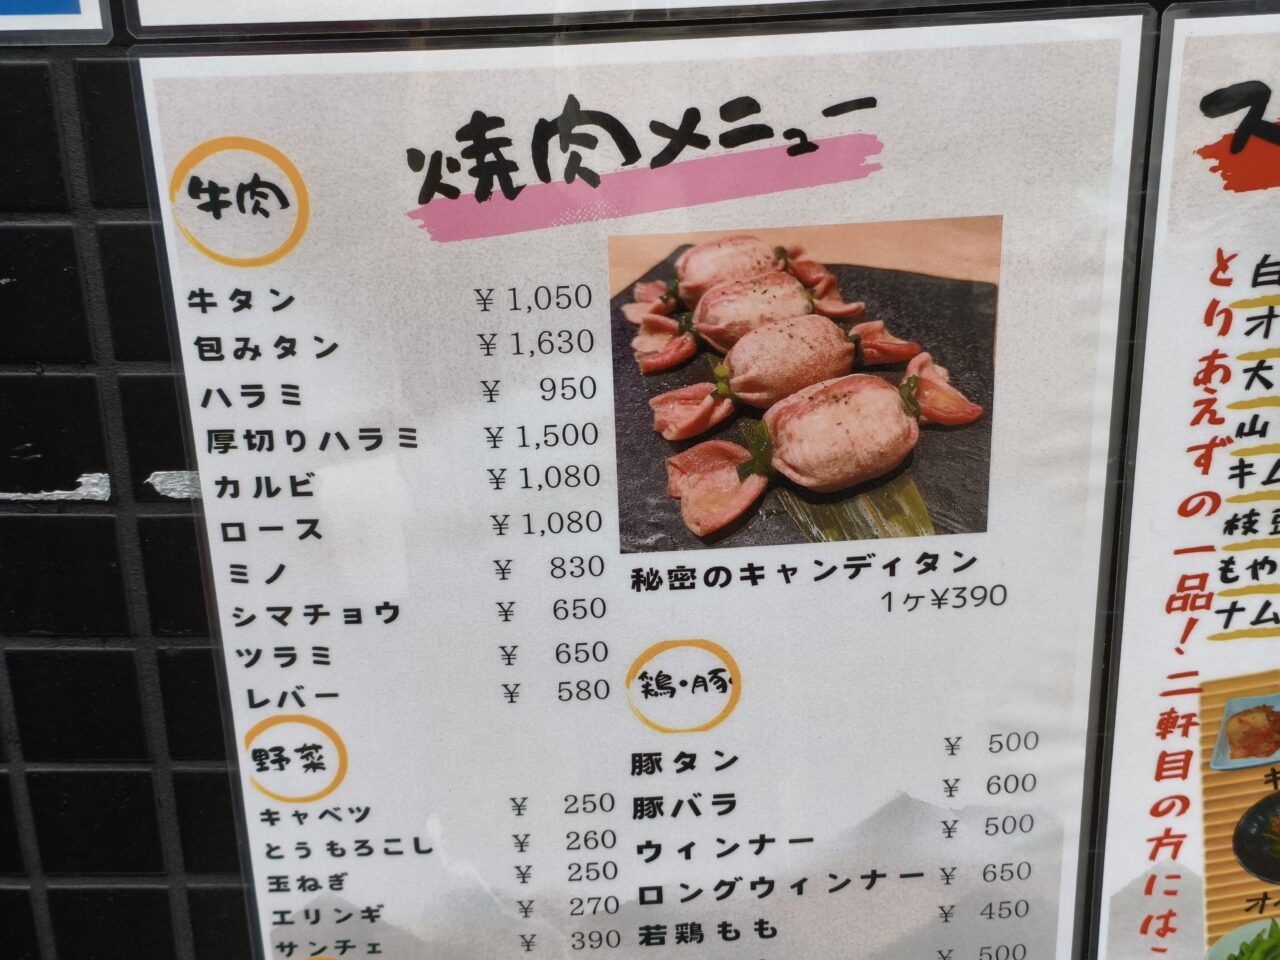 焼肉メニュー
牛肉
牛タン ¥1,050
包みタン ¥1,630
ハラミ ¥ 950
厚切りハラミ ¥1,500
カルビ ¥1,080
ロース ¥1,080
ミノ ¥ 830
シマチョウ ¥ 650
ツラミ ¥ 650
レバー ¥ 580
野菜
キャベツ ¥ 250
とうもろこし ¥ 260
玉ねぎ ¥ 250
エリンギ ¥ 270
サンチェ ¥ 390
秘密のキャンディタン
1ヶ¥390
鶏・豚
豚タン ¥ 500
豚バラ ¥ 600
ウィンナー ¥ 500
ロングウィンナー ¥ 650
若鶏もも ¥ 450
¥ 500
ス
とりあえずの一品!二軒目の方には
自
オ
大
山
キム
枝豆
もや
ナム
キ
オ